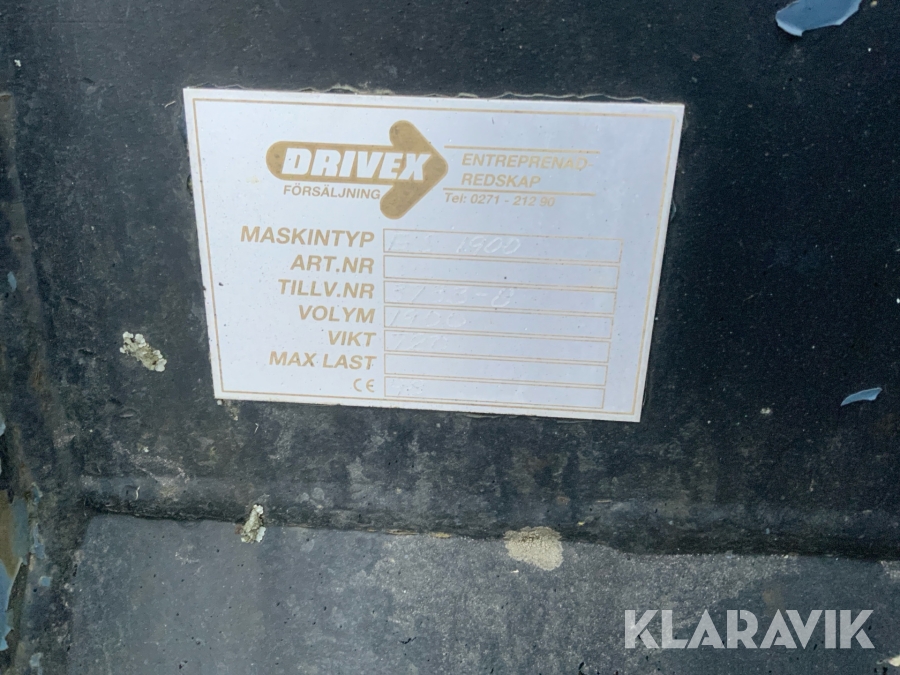 DRIVEX
FÖRSÄLJNING
ENTREPRENAD-
REDSKAP
Tel: 0271 - 212 90
MASKINTYP 1900
ART.NR
TILLV.NR
VOLYM
VIKT
MAX LAST
CE
KLARAVIK